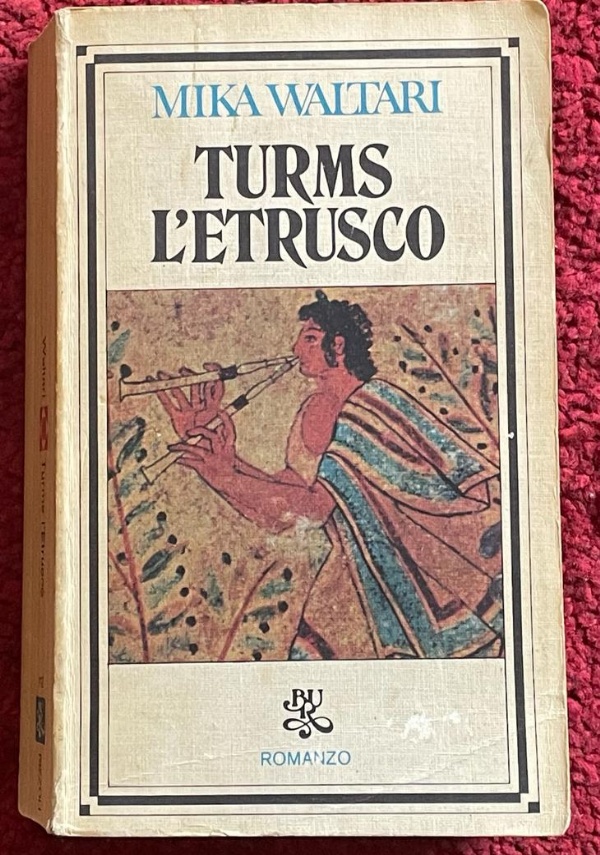 MIKA WALTARI
TURMS
L'ETRUSCO
BUR
ROMANZO
Waltari Turms l'Etrusco